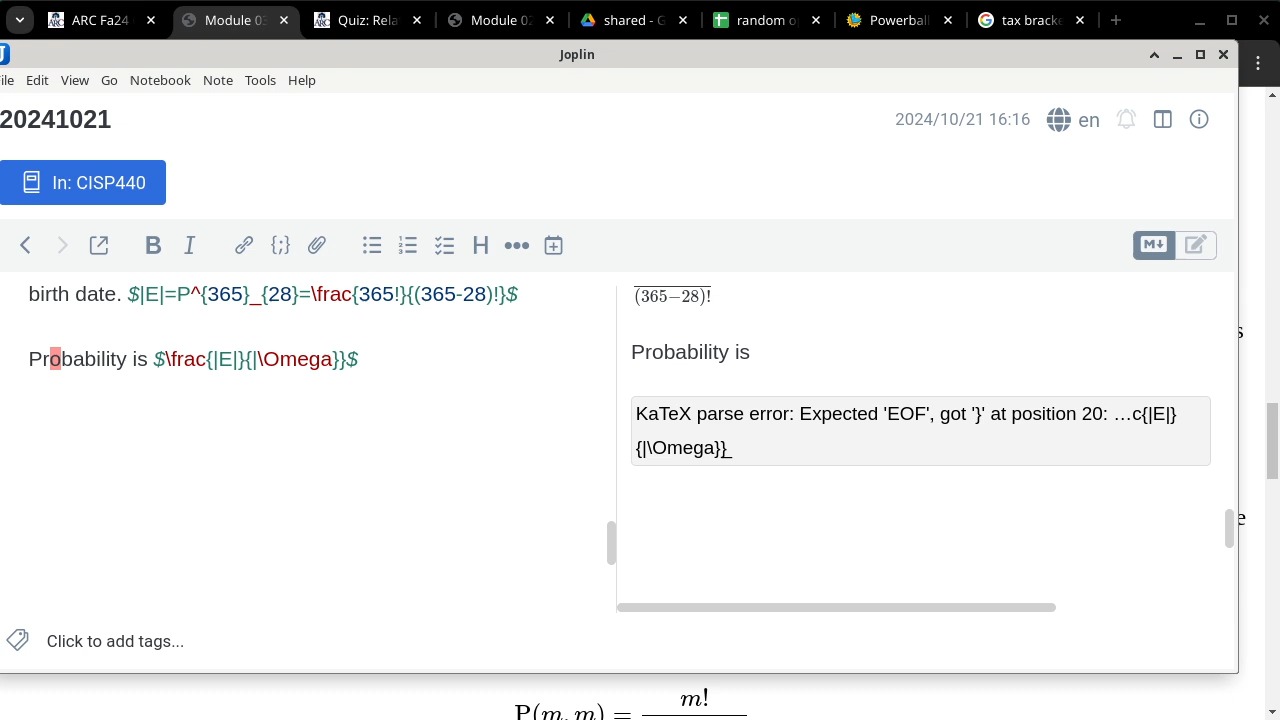 ARC Fa24
Module 03
Quiz: Rela
Module 02
shared - G
random o
Powerball
tax bracke
Joplin
ile Edit View Go Notebook Note Tools Help
20241021
2024/10/21 16:16
en
In: CISP440
B I H
M
birth date. $|E|=P^{365}_{28}=\frac{365!}{(365-28)!}$
Probability is $\frac{|E|}{|\Omega}}$
(365−28)!
Probability is
KaTeX parse error: Expected 'EOF', got '}' at position 20: …c{|E|}
{|\Omega}}_
s
e
Click to add tags...
m!
P(m, m) =